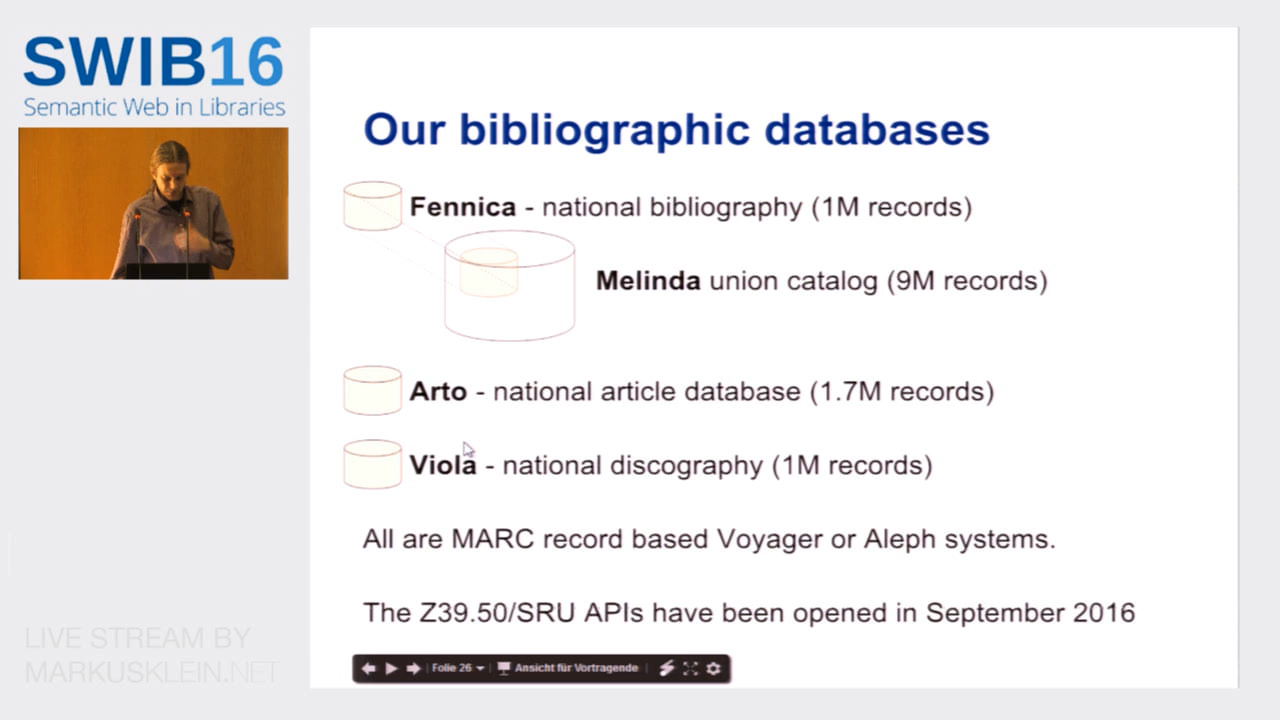 SWIB16
Semantic Web in Libraries
Our bibliographic databases
Fennica - national bibliography (1M records)
Melinda union catalog (9M records)
Arto - national article database (1.7M records)
Viola - national discography (1M records)
All are MARC record based Voyager or Aleph systems.
The Z39.50/SRU APIs have been opened in September 2016
Folie 26
Ansicht für Vortragende
LIVE STREAM BY
MARKUSKLEIN.NET